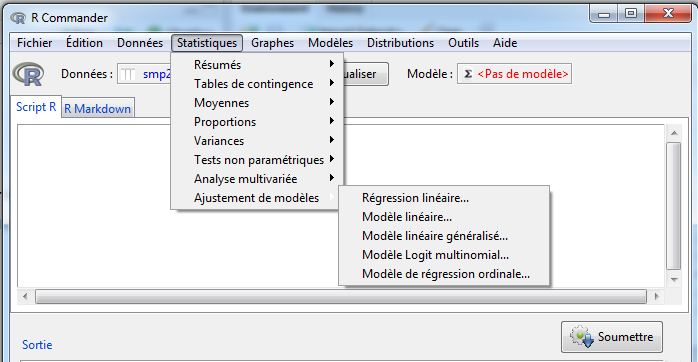 R Commander
Fichier Édition Données Statistiques Graphes Modèles Distributions Outils Aide
Données : smp2 ualiser Modèle : Σ <Pas de modèle>
Script R R Markdown
Résumés
Tables de contingence
Moyennes
Proportions
Variances
Tests non paramétriques
Analyse multivariée
Ajustement de modèles
Régression linéaire...
Modèle linéaire...
Modèle linéaire généralisé...
Modèle Logit multinomial...
Modèle de régression ordinale...
Soumettre
Sortie